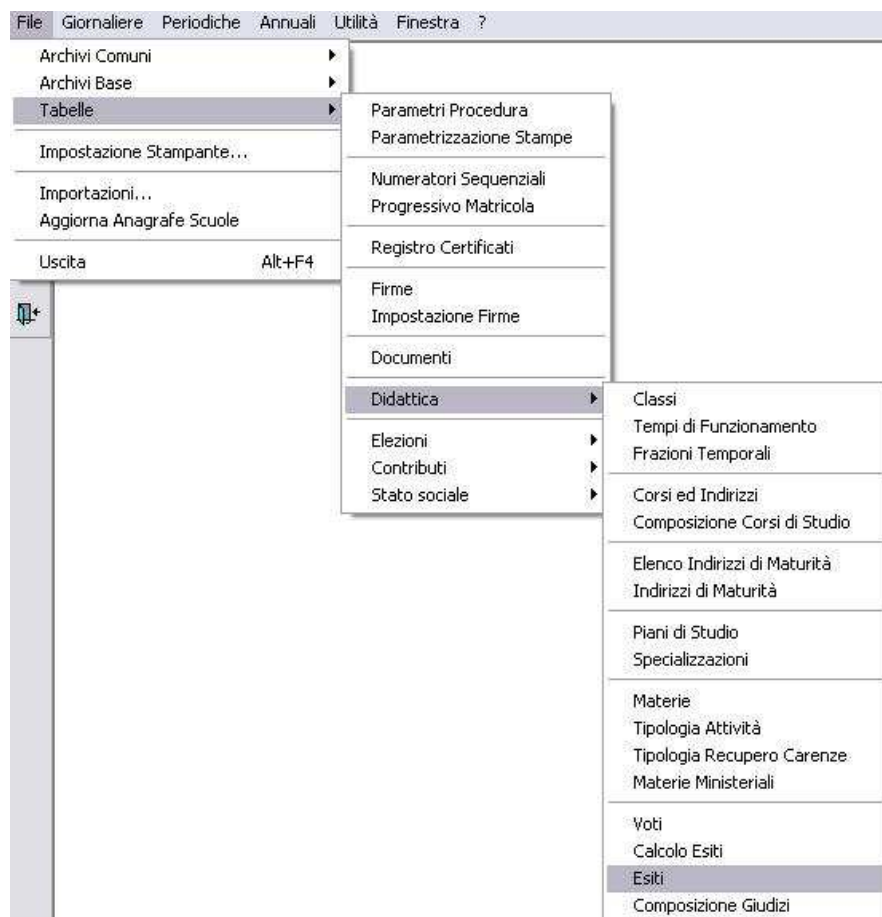 File Giornaliere Periodiche Annuali Utilità Finestra ?
Archivi Comuni
Archivi Base
Tabelle
Impostazione Stampante...
Importazioni...
Aggiorna Anagrafe Scuole
Uscita Alt+F4
Parametri Procedura
Parametrizzazione Stampe
Numeratori Sequenziali
Progressivo Matricola
Registro Certificati
Firme
Impostazione Firme
Documenti
Didattica
Elezioni
Contributi
Stato sociale
Classi
Tempi di Funzionamento
Frazioni Temporali
Corsi ed Indirizzi
Composizione Corsi di Studio
Elenco Indirizzi di Maturità
Indirizzi di Maturità
Piani di Studio
Specializzazioni
Materie
Tipologia Attività
Tipologia Recupero Carenze
Materie Ministeriali
Voti
Calcolo Esiti
Esiti
Composizione Giudizi